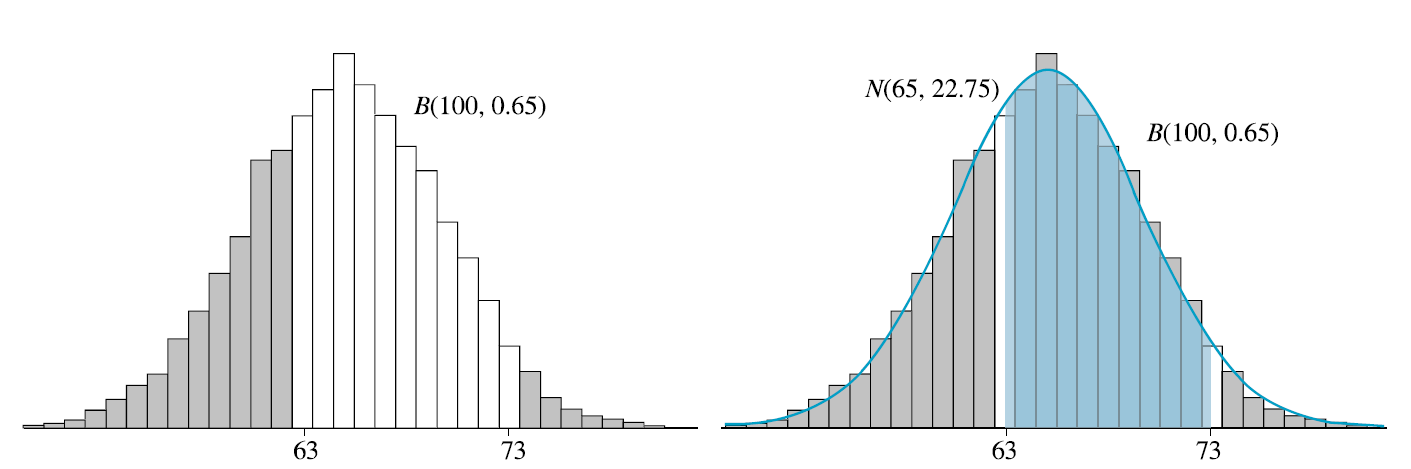 B(100, 0.65)
63
73
N(65, 22.75)
B(100, 0.65)
63
73